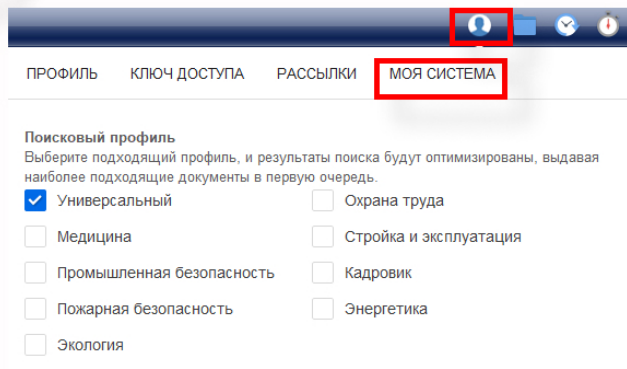 ПРОФИЛЬ КЛЮЧ ДОСТУПА РАССЫЛКИ МОЯ СИСТЕМА
Поисковый профиль
Выберите подходящий профиль, и результаты поиска будут оптимизированы, выдавая
наиболее подходящие документы в первую очередь.
Универсальный Охрана труда
Медицина Стройка и эксплуатация
Промышленная безопасность Кадровик
Пожарная безопасность Энергетика
Экология